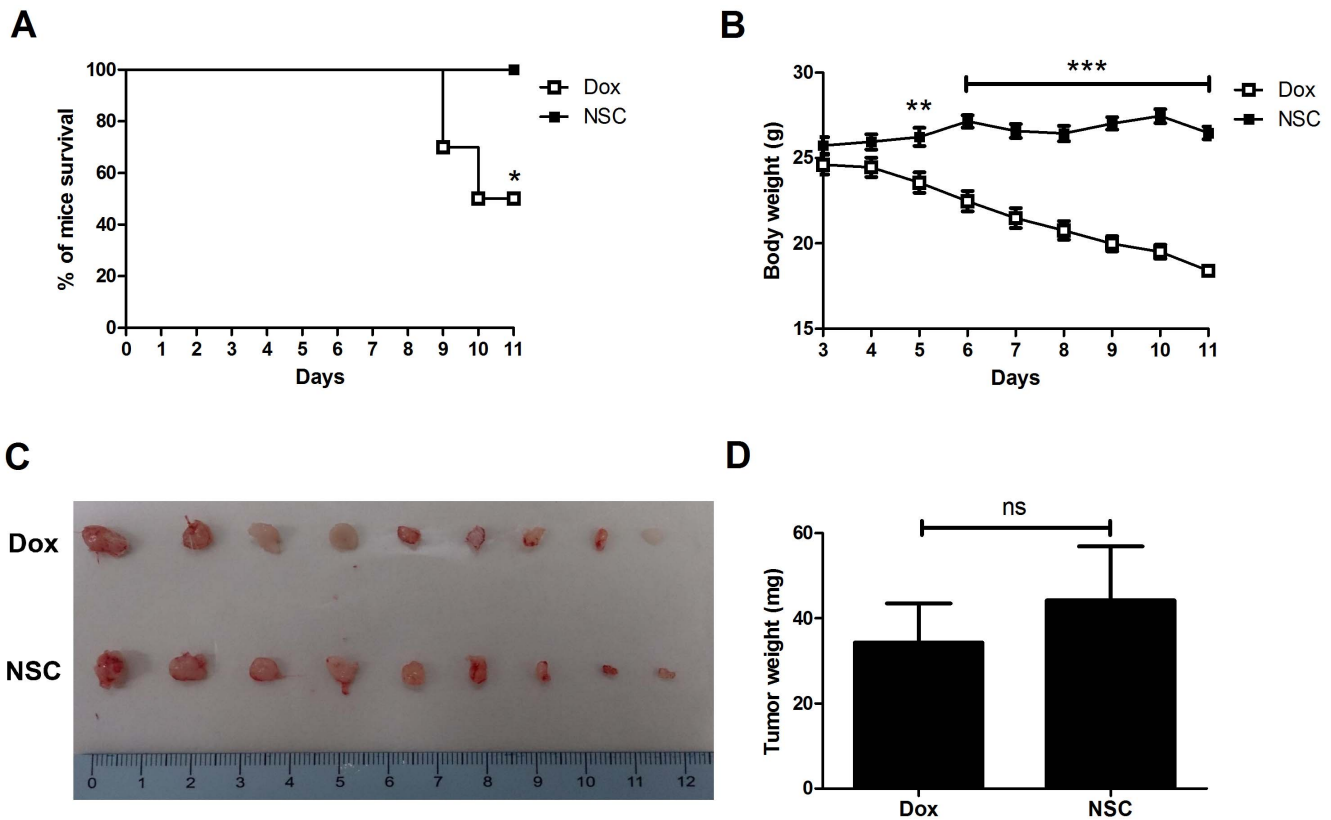 A
% of mice survival
100
80
60
40
20
0
0 1 2 3 4 5 6 7 8 9 10 11
Days
*
Dox
NSC
B
Body weight (g)
30
25
20
15
3 4 5 6 7 8 9 10 11
Days
**
***
Dox
NSC
C
Dox
NSC
0 1 2 3 4 5 6 7 8 9 10 11 12
D
Tumor weight (mg)
60
40
20
0
ns
Dox NSC